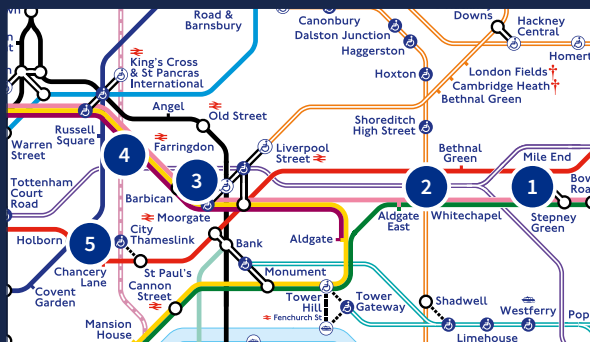 Road &
Barnsbury
Canonbury
Dalston Junction
Haggerston
Downs
Hackney
Central
Homert
King's Cross
& St Pancras
International
Hoxton
London Fields†
Cambridge Heath†
Bethnal Green
Angel
Old Street
Shoreditch
High Street
Russell
Square
Warren
Street
Farringdon
Liverpool
Street
Bethnal
Green
Mile End
4
3
2
1
Tottenham
Court
Road
Barbican
Moorgate
Bow
Roa
Holborn
5
City
Thameslink
Aldgate
East
Whitechapel
Stepney
Green
Bank
Aldgate
Chancery
Lane
St Paul's
Monument
Covent
Garden
Cannon
Street
Tower
Hill
Tower
Gateway
Fenchurch St
Shadwell
Westferry
Pop
Mansion
House
Limehouse